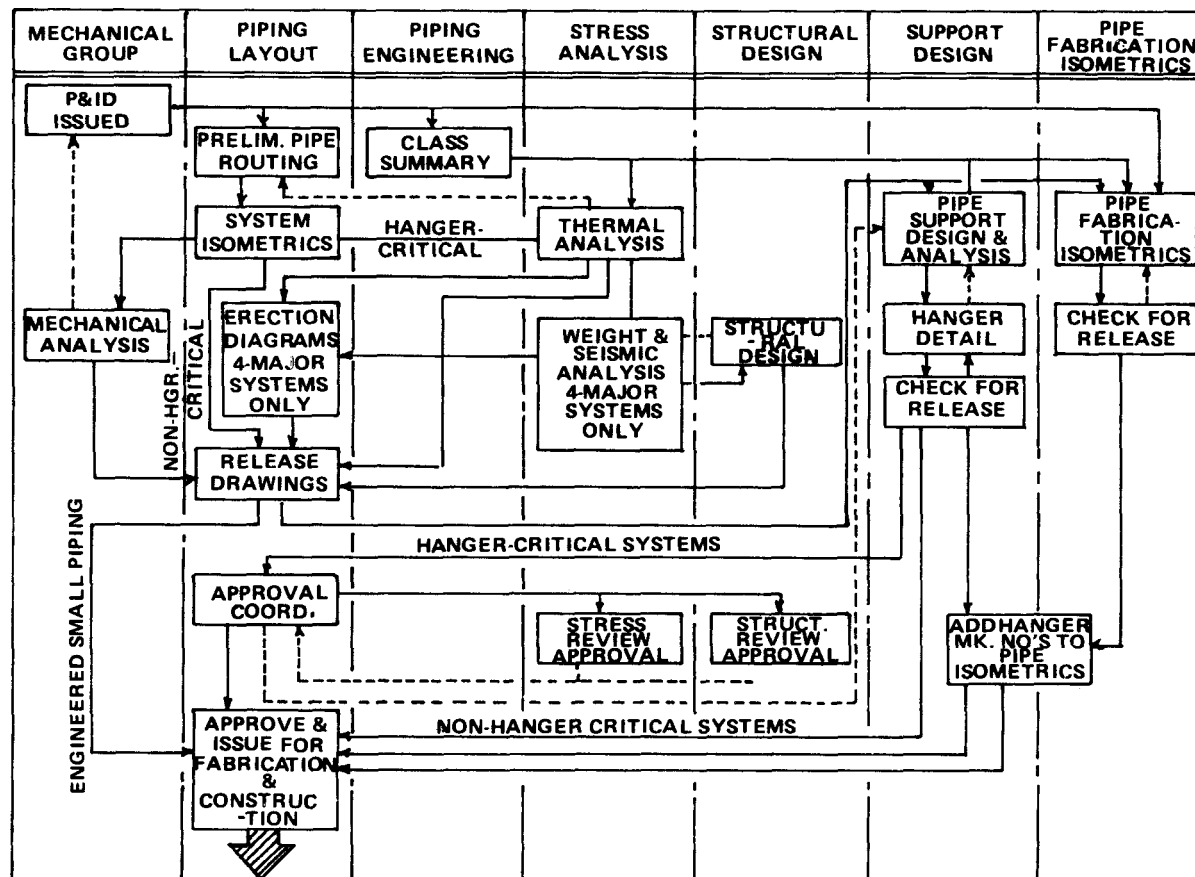 MECHANICAL
GROUP
PIPING
LAYOUT
PIPING
ENGINEERING
STRESS
ANALYSIS
STRUCTURAL
DESIGN
SUPPORT
DESIGN
PIPE
FABRICATION
ISOMETRICS
P&ID
ISSUED
PRELIM. PIPE
ROUTING
CLASS
SUMMARY
SYSTEM
ISOMETRICS
HANGER-
CRITICAL
THERMAL
ANALYSIS
PIPE
SUPPORT
DESIGN &
ANALYSIS
PIPE
FABRICA-
TION
ISOMETRICS
MECHANICAL
ANALYSIS
NON-HGR.-
CRITICAL
ERECTION
DIAGRAMS
4-MAJOR
SYSTEMS
ONLY
WEIGHT &
SEISMIC
ANALYSIS
4-MAJOR
SYSTEMS
ONLY
STRUCTU
-RAL
DESIGN
HANGER
DETAIL
CHECK FOR
RELEASE
CHECK FOR
RELEASE
RELEASE
DRAWINGS
HANGER-CRITICAL SYSTEMS
ENGINEERED SMALL PIPING
APPROVAL
COORD.
STRESS
REVIEW
APPROVAL
STRUCT.
REVIEW
APPROVAL
ADDHANGER
MK. NO'S TO
PIPE
ISOMETRICS
NON-HANGER CRITICAL SYSTEMS
APPROVE &
ISSUE FOR
FABRICATION
&
CONSTRUC
-TION